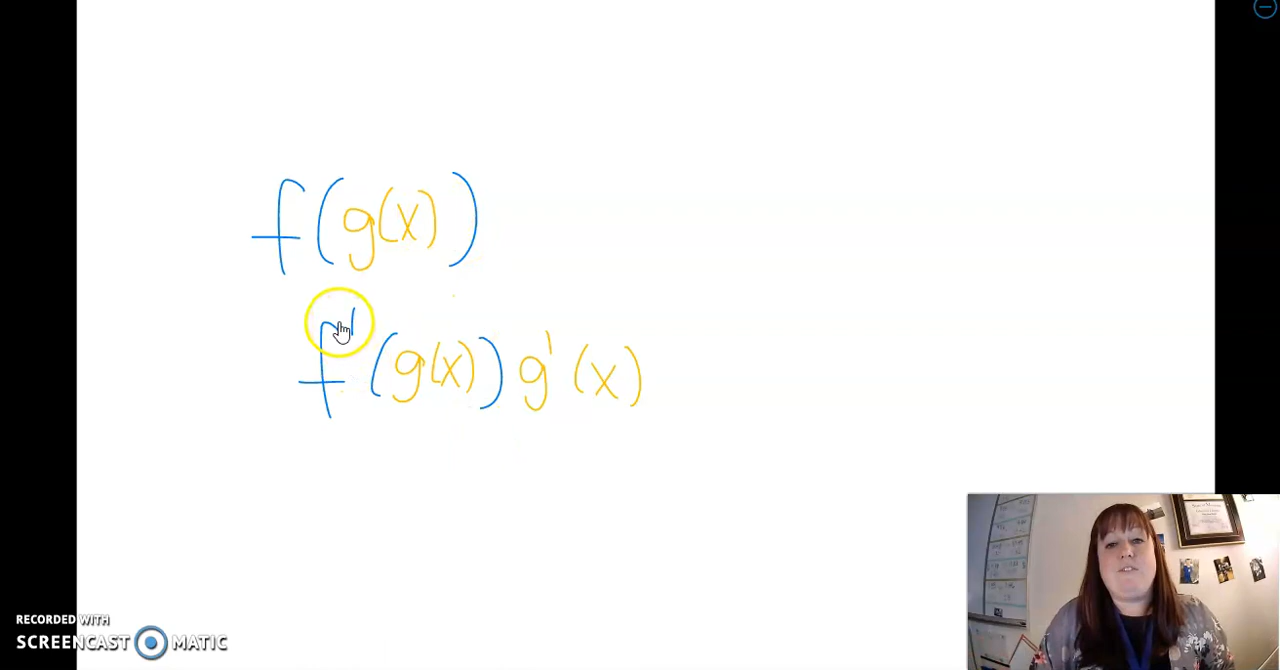 f(g(x))
f'(g(x))g'(x)
RECORDED WITH
SCREENCAST MATIC